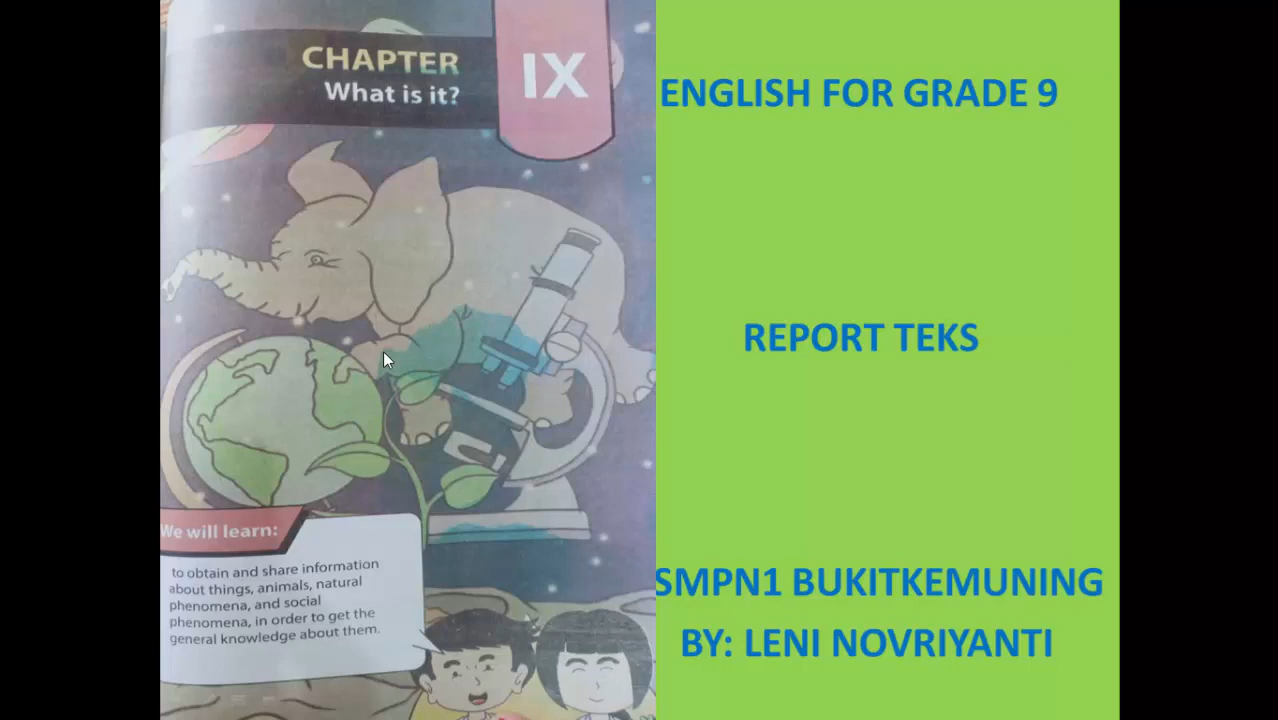 CHAPTER
What is it?
IX
We will learn:
to obtain and share information
about things, animals, natural
phenomena, and social
phenomena, in order to get the
general knowledge about them.
ENGLISH FOR GRADE 9
REPORT TEKS
SMPN1 BUKITKEMUNING
BY: LENI NOVRIYANTI